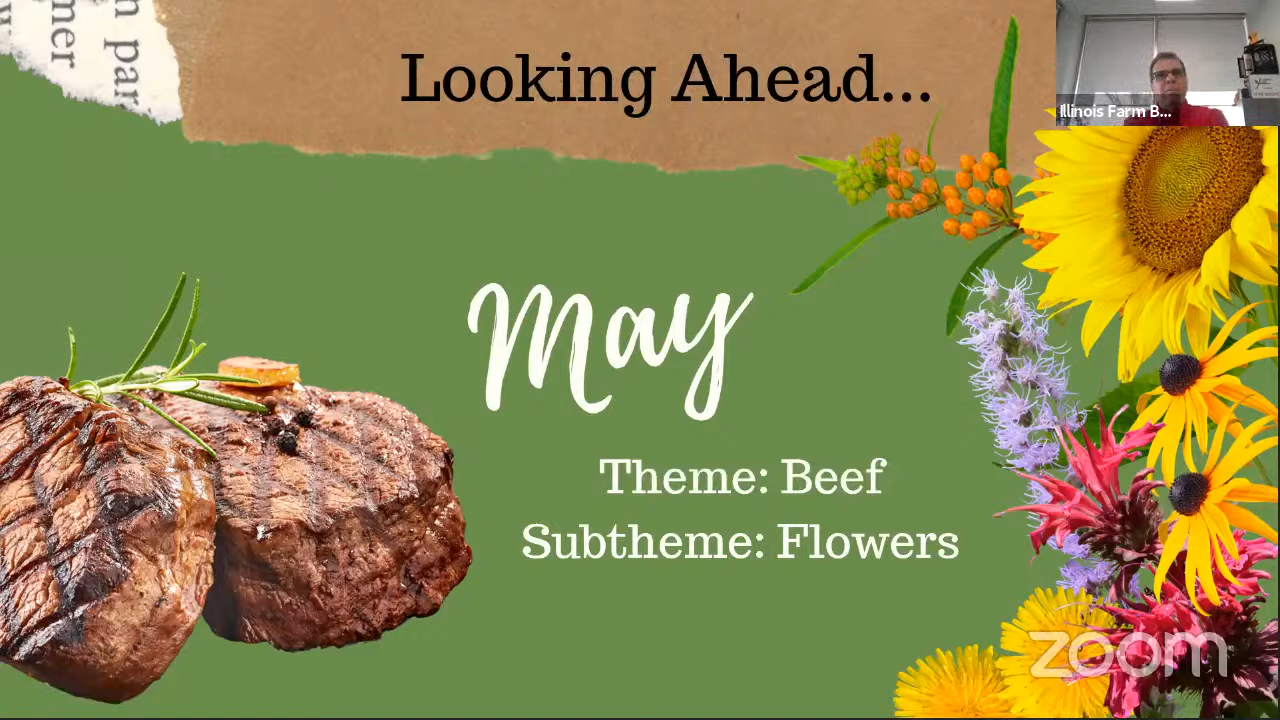 Looking Ahead...
Illinois Farm B...
May
Theme: Beef
Subtheme: Flowers
zoom